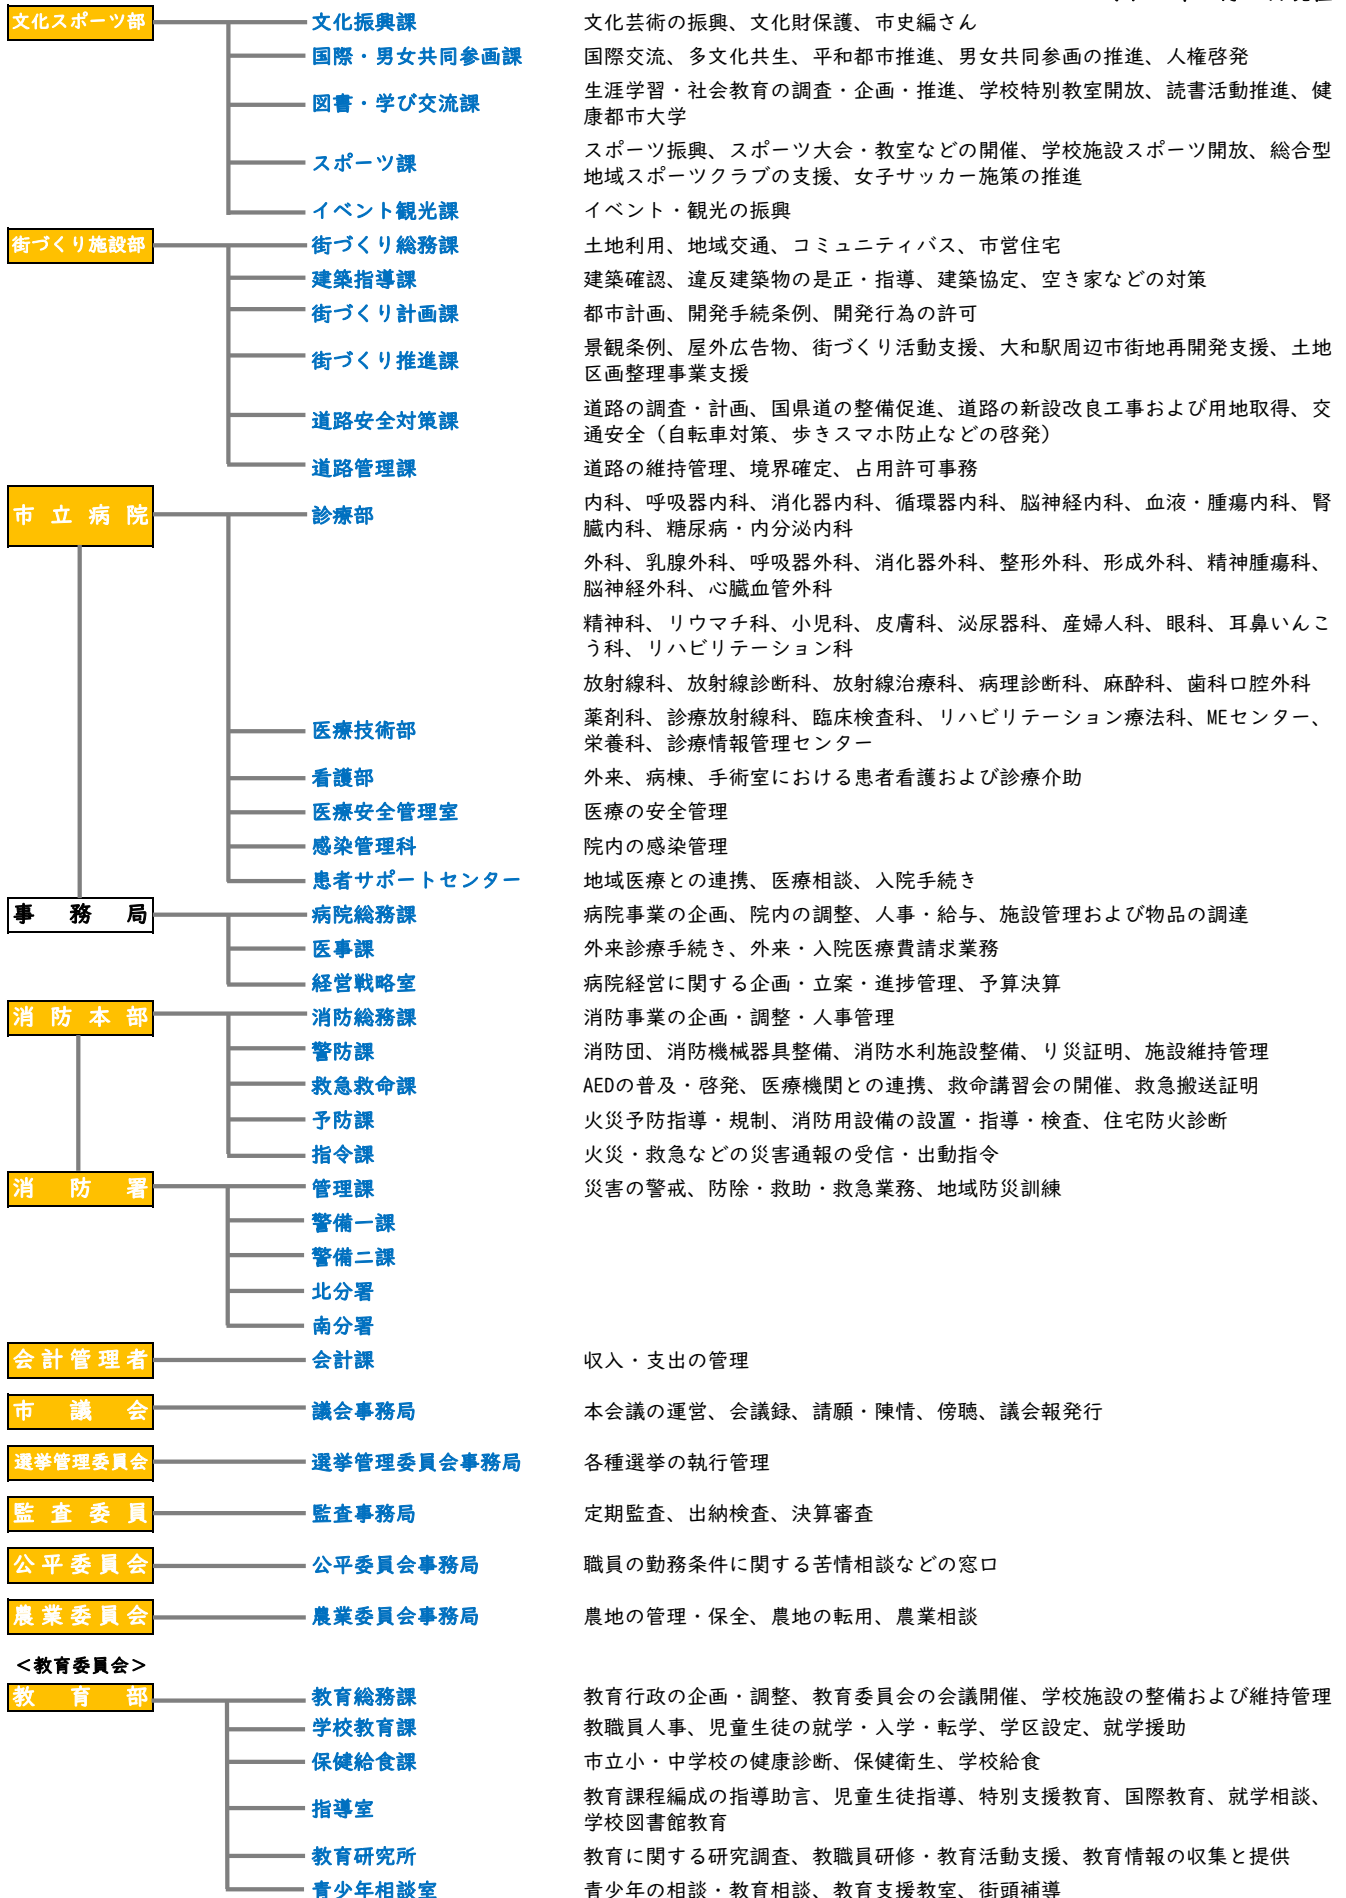 文化スポーツ部 文化振興課 文化芸術の振興、文化財保護、市史編さん
国際・男女共同参画課 国際交流、多文化共生、平和都市推進、男女共同参画の推進、人権啓発
図書・学び交流課 生涯学習・社会教育の調査・企画・推進、学校特別教室開放、読書活動推進、健
康都市大学
スポーツ課 スポーツ振興、スポーツ大会・教室などの開催、学校施設スポーツ開放、総合型
地域スポーツクラブの支援、女子サッカー施策の推進
イベント観光課 イベント・観光の振興
街づくり施設部 街づくり総務課 土地利用、地域交通、コミュニティバス、市営住宅
建築指導課 建築確認、違反建築物の是正・指導、建築協定、空き家などの対策
街づくり計画課 都市計画、開発手続条例、開発行為の許可
街づくり推進課 景観条例、屋外広告物、街づくり活動支援、大和駅周辺市街地再開発支援、土地
区画整理事業支援
道路安全対策課 道路の調査・計画、国県道の整備促進、道路の新設改良工事および用地取得、交
通安全（自転車対策、歩きスマホ防止などの啓発）
道路管理課 道路の維持管理、境界確定、占用許可事務
市立病院 診療部 内科、呼吸器内科、消化器内科、循環器内科、脳神経内科、血液・腫瘍内科、腎
臓内科、糖尿病・内分泌内科
外科、乳腺外科、呼吸器外科、消化器外科、整形外科、形成外科、精神腫瘍科、
脳神経外科、心臓血管外科
精神科、リウマチ科、小児科、皮膚科、泌尿器科、産婦人科、眼科、耳鼻いんこ
う科、リハビリテーション科
放射線科、放射線診断科、放射線治療科、病理診断科、麻酔科、歯科口腔外科
医療技術部 薬剤科、診療放射線科、臨床検査科、リハビリテーション療法科、MEセンター、
栄養科、診療情報管理センター
看護部 外来、病棟、手術室における患者看護および診療介助
医療安全管理室 医療の安全管理
感染管理科 院内の感染管理
患者サポートセンター 地域医療との連携、医療相談、入院手続き
事務局 病院総務課 病院事業の企画、院内の調整、人事・給与、施設管理および物品の調達
医事課 外来診療手続き、外来・入院医療費請求業務
経営戦略室 病院経営に関する企画・立案・進捗管理、予算決算
消防本部 消防総務課 消防事業の企画・調整・人事管理
警防課 消防団、消防機械器具整備、消防水利施設整備、り災証明、施設維持管理
救急救命課 AEDの普及・啓発、医療機関との連携、救命講習会の開催、救急搬送証明
予防課 火災予防指導・規制、消防用設備の設置・指導・検査、住宅防火診断
指令課 火災・救急などの災害通報の受信・出動指令
消防署 管理課 災害の警戒、防除・救助・救急業務、地域防災訓練
警備一課
警備二課
北分署
南分署
会計管理者 会計課 収入・支出の管理
市議会 議会事務局 本会議の運営、会議録、請願・陳情、傍聴、議会報発行
選挙管理委員会 選挙管理委員会事務局 各種選挙の執行管理
監査委員 監査事務局 定期監査、出納検査、決算審査
公平委員会 公平委員会事務局 職員の勤務条件に関する苦情相談などの窓口
農業委員会 農業委員会事務局 農地の管理・保全、農地の転用、農業相談
＜教育委員会＞
教育部 教育総務課 教育行政の企画・調整、教育委員会の会議開催、学校施設の整備および維持管理
学校教育課 教職員人事、児童生徒の就学・入学・転学、学区設定、就学援助
保健給食課 市立小・中学校の健康診断、保健衛生、学校給食
指導室 教育課程編成の指導助言、児童生徒指導、特別支援教育、国際教育、就学相談、
学校図書館教育
教育研究所 教育に関する研究調査、教職員研修・教育活動支援、教育情報の収集と提供
青少年相談室 青少年の相談・教育相談、教育支援教室、街頭補導